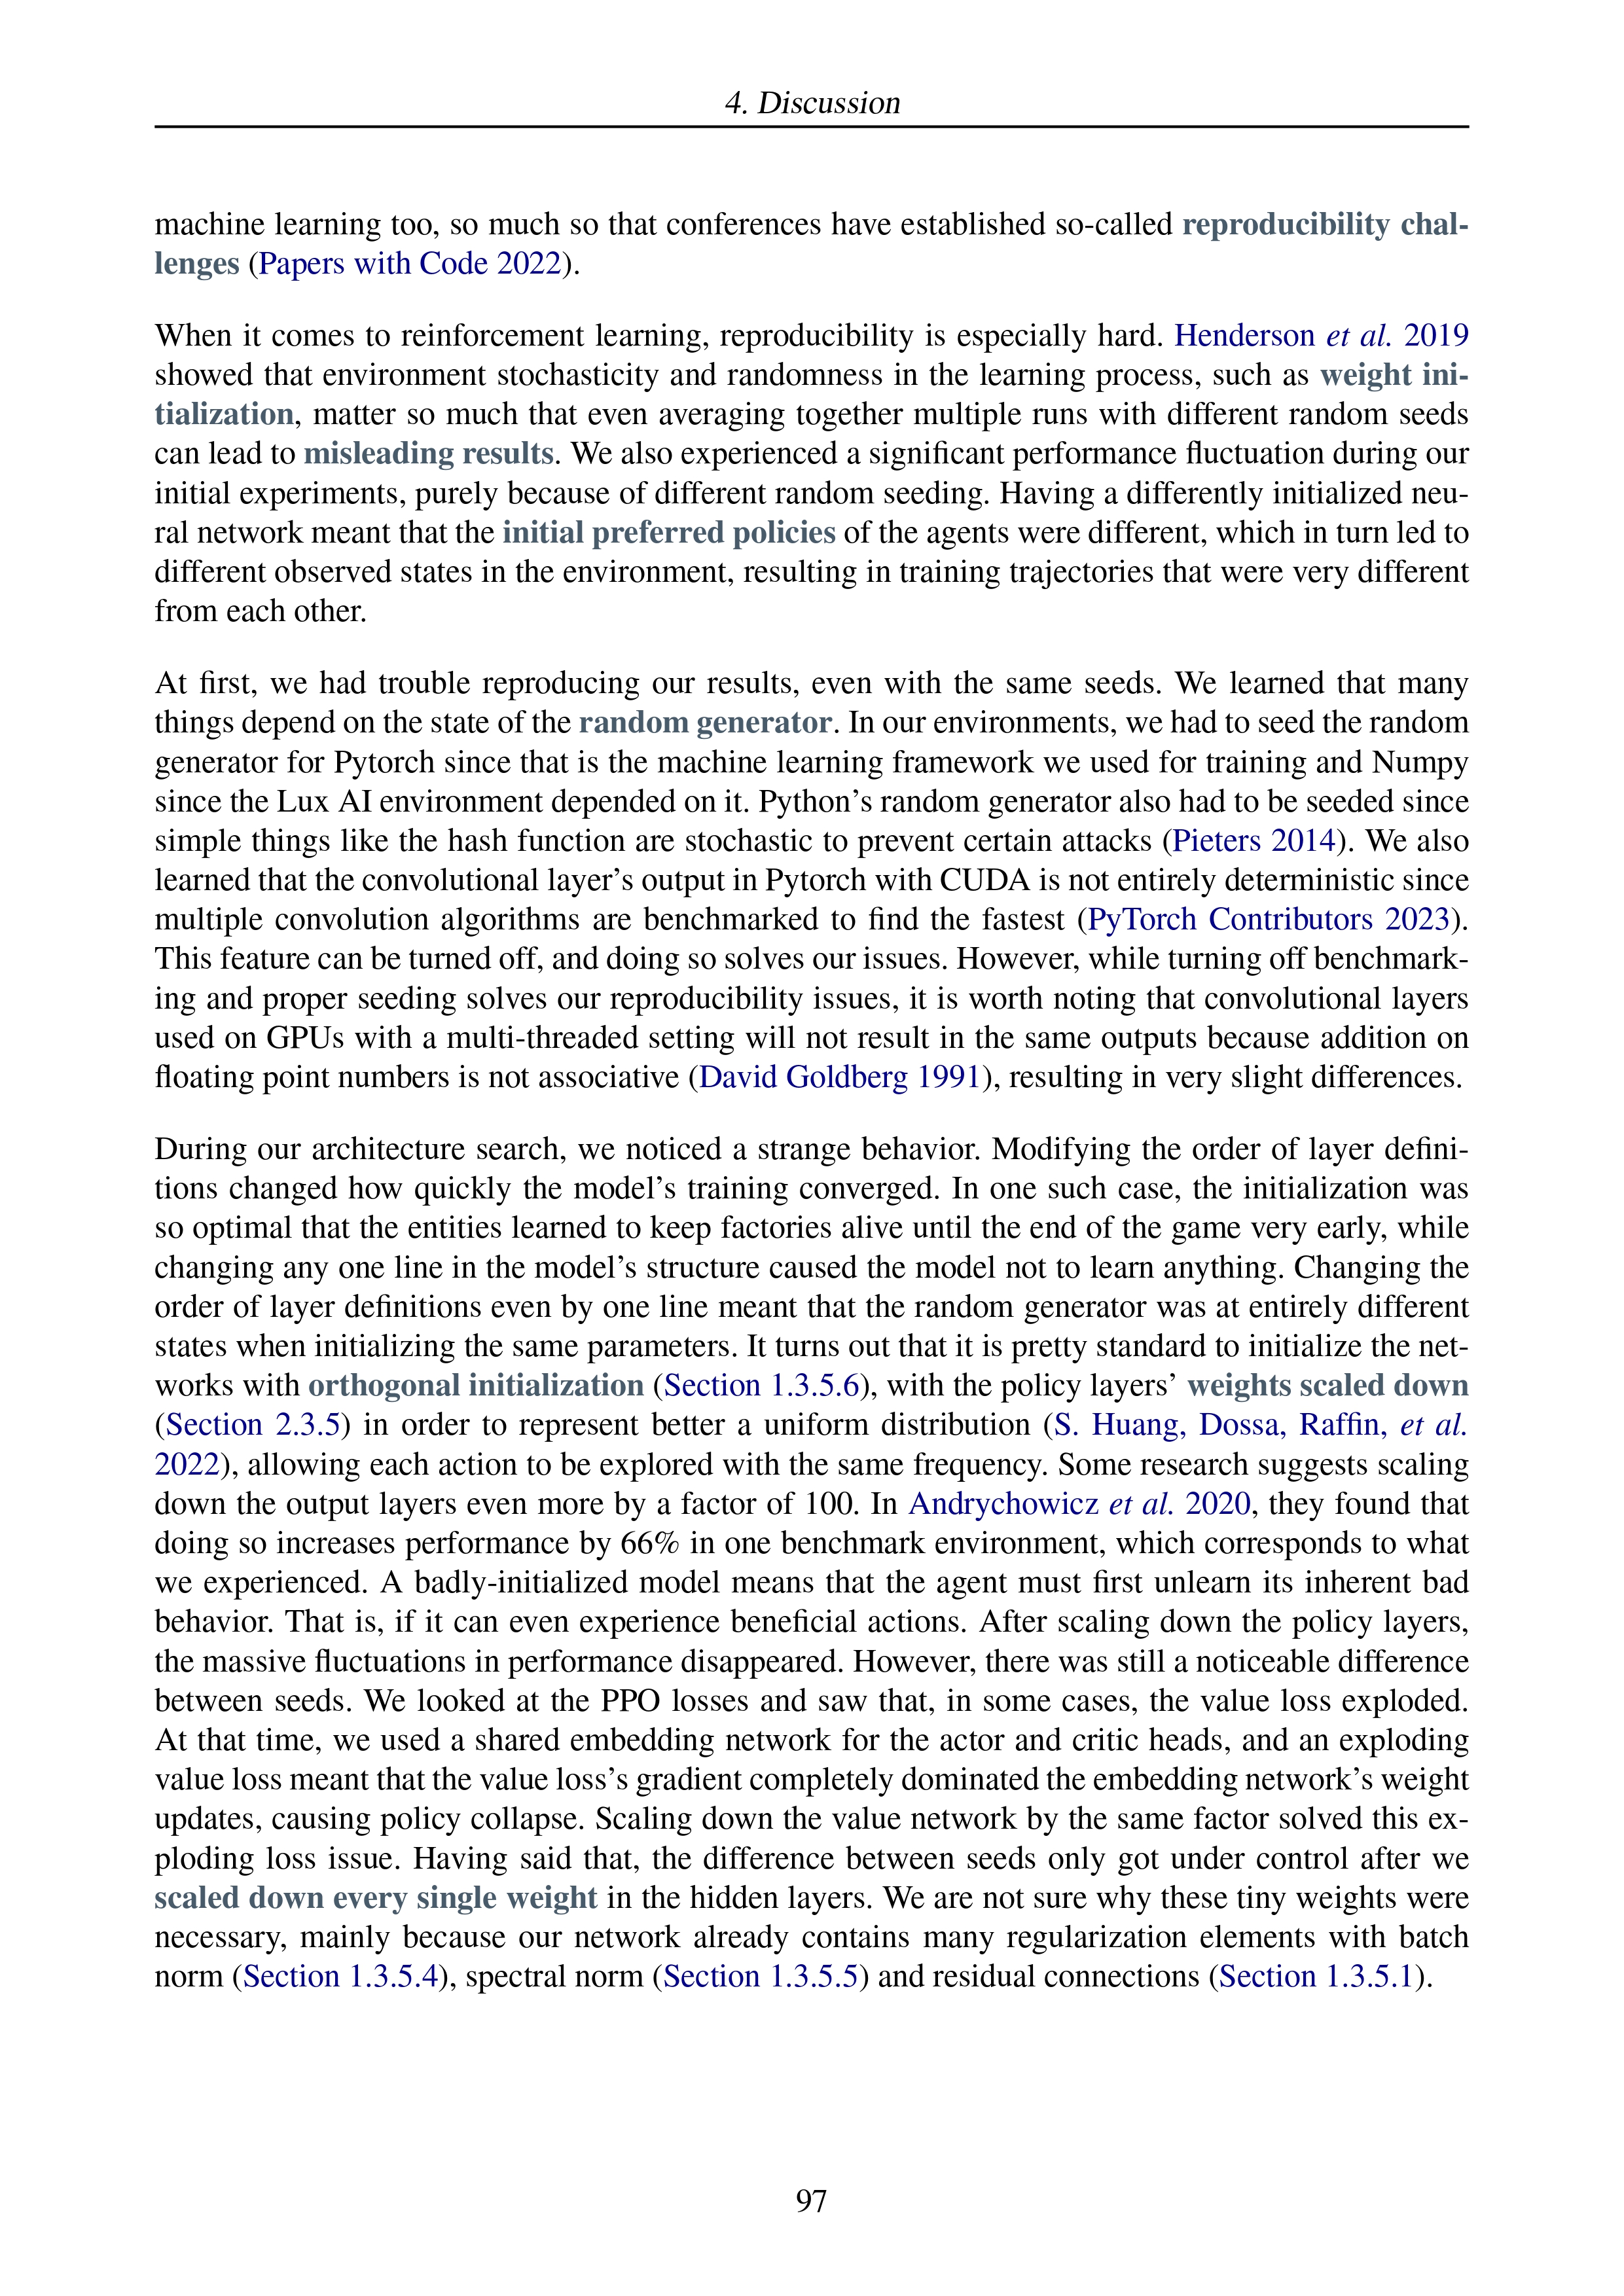 4. Discussion
machine learning too, so much so that conferences have established so-called reproducibility chal-
lenges (Papers with Code 2022).
When it comes to reinforcement learning, reproducibility is especially hard. Henderson et al. 2019
showed that environment stochasticity and randomness in the learning process, such as weight ini-
tialization, matter so much that even averaging together multiple runs with different random seeds
can lead to misleading results. We also experienced a significant performance fluctuation during our
initial experiments, purely because of different random seeding. Having a differently initialized neu-
ral network meant that the initial preferred policies of the agents were different, which in turn led to
different observed states in the environment, resulting in training trajectories that were very different
from each other.
At first, we had trouble reproducing our results, even with the same seeds. We learned that many
things depend on the state of the random generator. In our environments, we had to seed the random
generator for Pytorch since that is the machine learning framework we used for training and Numpy
since the Lux AI environment depended on it. Python's random generator also had to be seeded since
simple things like the hash function are stochastic to prevent certain attacks (Pieters 2014). We also
learned that the convolutional layer's output in Pytorch with CUDA is not entirely deterministic since
multiple convolution algorithms are benchmarked to find the fastest (PyTorch Contributors 2023).
This feature can be turned off, and doing so solves our issues. However, while turning off benchmark-
ing and proper seeding solves our reproducibility issues, it is worth noting that convolutional layers
used on GPUs with a multi-threaded setting will not result in the same outputs because addition on
floating point numbers is not associative (David Goldberg 1991), resulting in very slight differences.
During our architecture search, we noticed a strange behavior. Modifying the order of layer defini-
tions changed how quickly the model's training converged. In one such case, the initialization was
so optimal that the entities learned to keep factories alive until the end of the game very early, while
changing any one line in the model's structure caused the model not to learn anything. Changing the
order of layer definitions even by one line meant that the random generator was at entirely different
states when initializing the same parameters. It turns out that it is pretty standard to initialize the net-
works with orthogonal initialization (Section 1.3.5.6), with the policy layers' weights scaled down
(Section 2.3.5) in order to represent better a uniform distribution (S. Huang, Dossa, Raffin, et al.
2022), allowing each action to be explored with the same frequency. Some research suggests scaling
down the output layers even more by a factor of 100. In Andrychowicz et al. 2020, they found that
doing so increases performance by 66% in one benchmark environment, which corresponds to what
we experienced. A badly-initialized model means that the agent must first unlearn its inherent bad
behavior. That is, if it can even experience beneficial actions. After scaling down the policy layers,
the massive fluctuations in performance disappeared. However, there was still a noticeable difference
between seeds. We looked at the PPO losses and saw that, in some cases, the value loss exploded.
At that time, we used a shared embedding network for the actor and critic heads, and an exploding
value loss meant that the value loss's gradient completely dominated the embedding network's weight
updates, causing policy collapse. Scaling down the value network by the same factor solved this ex-
ploding loss issue. Having said that, the difference between seeds only got under control after we
scaled down every single weight in the hidden layers. We are not sure why these tiny weights were
necessary, mainly because our network already contains many regularization elements with batch
norm (Section 1.3.5.4), spectral norm (Section 1.3.5.5) and residual connections (Section 1.3.5.1).
97